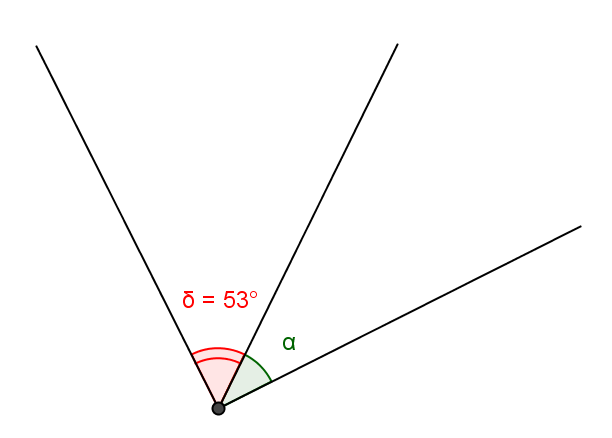 δ = 53°
α